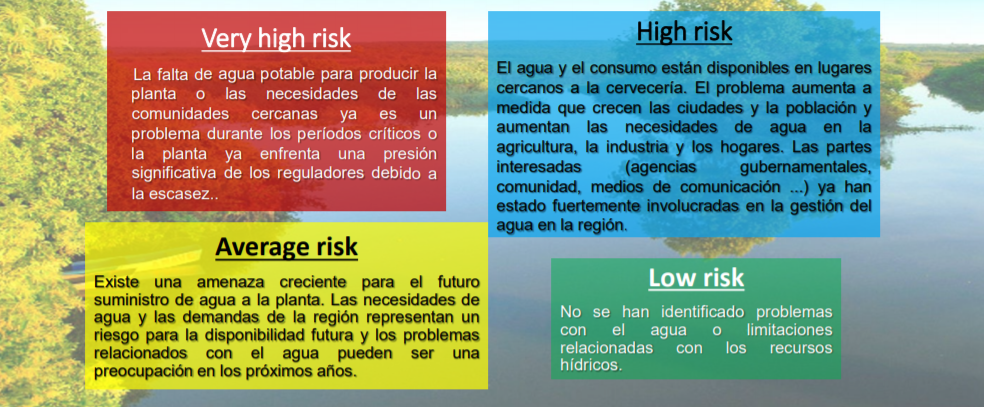 Very high risk
La falta de agua potable para producir la
planta o las necesidades de las
comunidades cercanas ya es un
problema durante los períodos críticos o
la planta ya enfrenta una presión
significativa de los reguladores debido a
la escasez..
High risk
El agua y el consumo están disponibles en lugares
cercanos a la cervecería. El problema aumenta a
medida que crecen las ciudades y la población y
aumentan las necesidades de agua en la
agricultura, la industria y los hogares. Las partes
interesadas (agencias gubernamentales,
comunidad, medios de comunicación ...) ya han
estado fuertemente involucradas en la gestión del
agua en la región.
Average risk
Existe una amenaza creciente para el futuro
suministro de agua a la planta. Las necesidades de
agua y las demandas de la región representan un
riesgo para la disponibilidad futura y los problemas
relacionados con el agua pueden ser una
preocupación en los próximos años.
Low risk
No se han identificado problemas
con el agua o limitaciones
relacionadas con los recursos
hídricos.